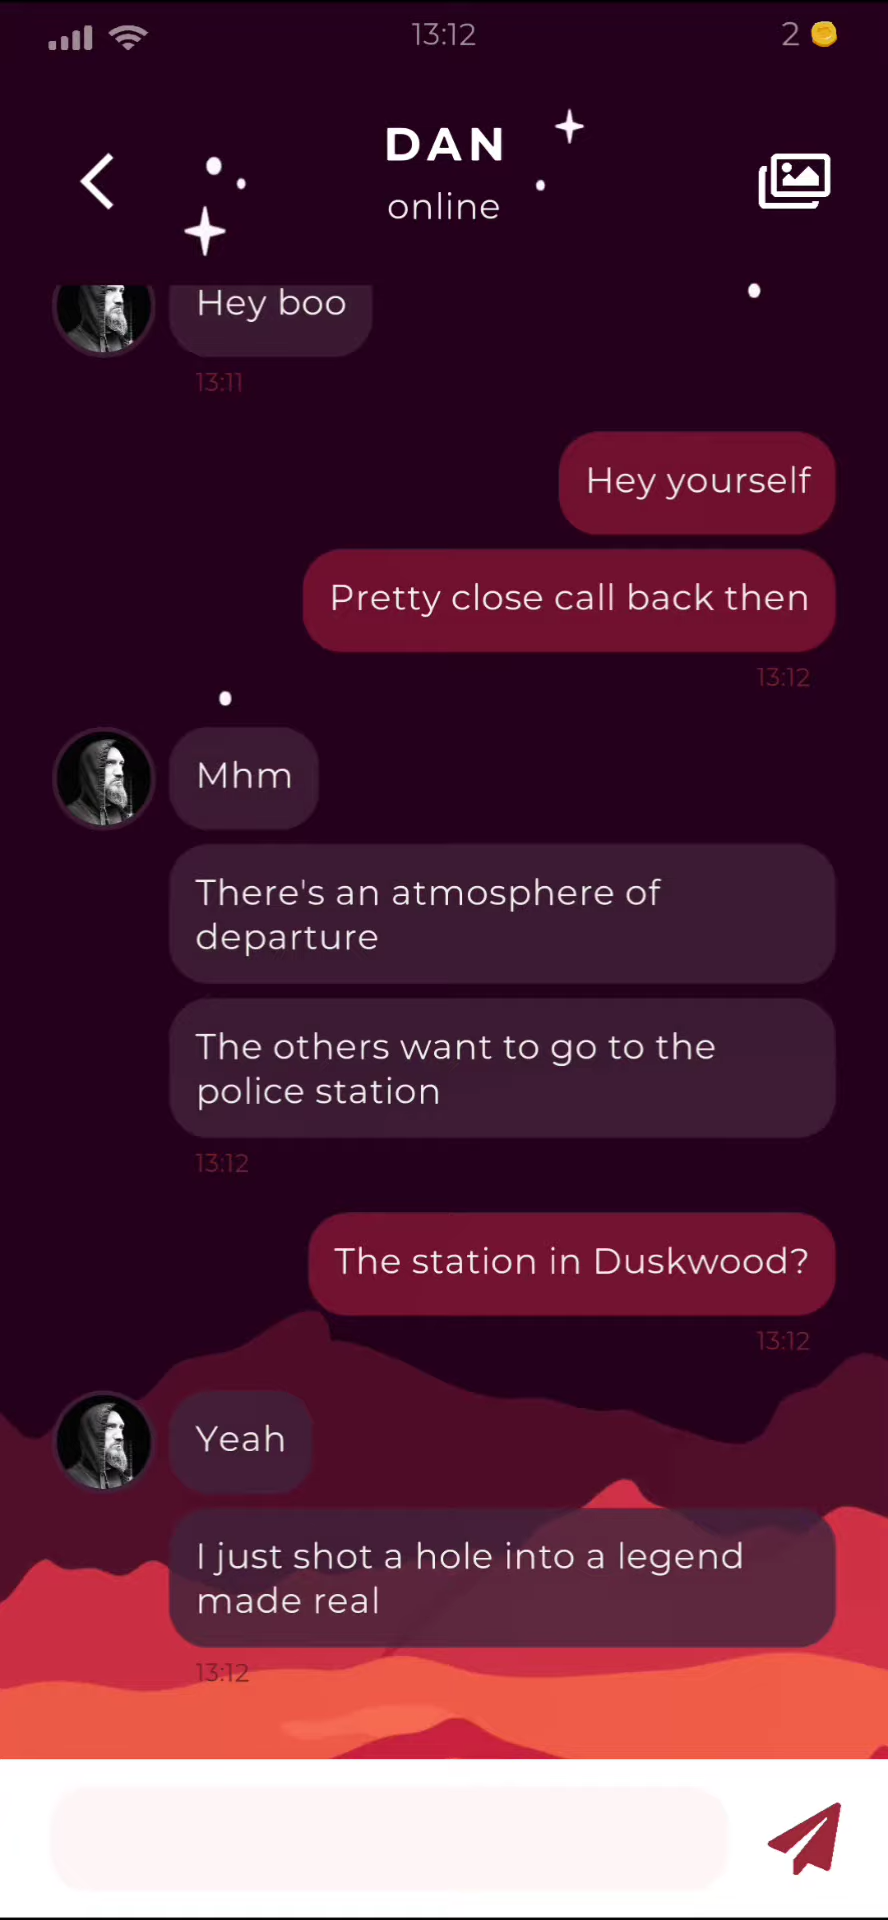 13:12
2
DAN
online
Hey boo
13:11
Hey yourself
Pretty close call back then
13:12
Mhm
There's an atmosphere of
departure
The others want to go to the
police station
13:12
The station in Duskwood?
13:12
Yeah
I just shot a hole into a legend
made real
13:12